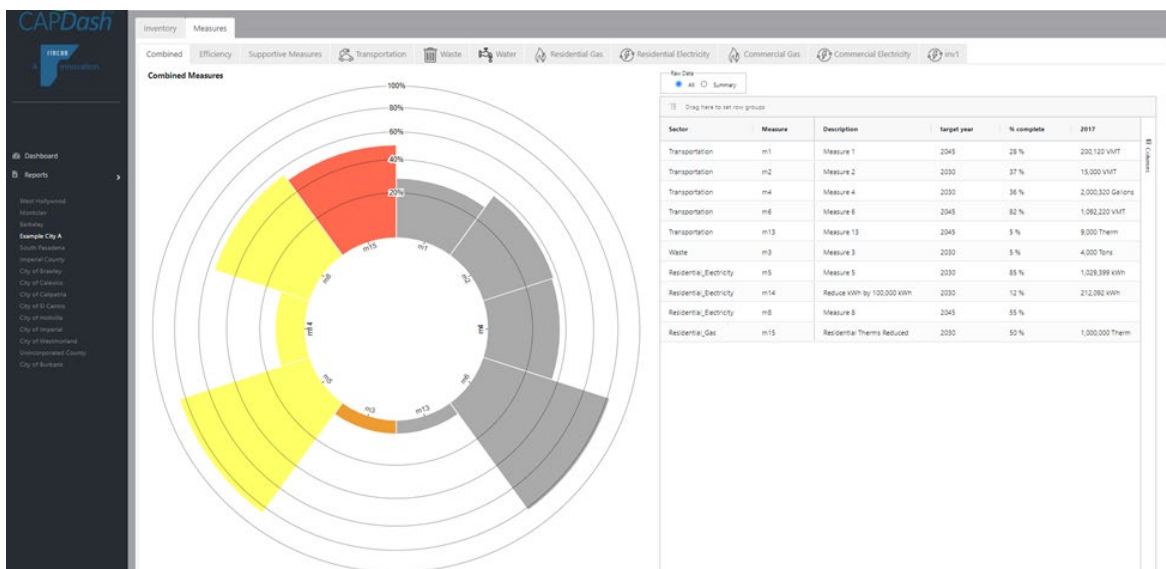 CAPDash
A innovation
Dashboard
Reports
West Hollywood
Montclair
Berkeley
Example City A
South Pasadena
Imperial County
City of Brawley
City of Calexico
City of Calipatria
City of El Centro
City of Holtville
City of Imperial
City of Westmorland
Unincorporated County
City of Burbank
Inventory Measures
Combined Efficiency Supportive Measures Transportation Waste Water Residential Gas Residential Electricity Commercial Gas Commercial Electricity inv1
Combined Measures
100%
80%
60%
40%
20%
m15 m1
m8 m2
m14 m4
m5 m6
m3 m13
Raw Data
All Summary
Drag here to set row groups
Sector Measure Description target year % complete 2017
Transportation m1 Measure 1 2045 28 % 200,120 VMT
Transportation m2 Measure 2 2030 37 % 15,000 VMT
Transportation m4 Measure 4 2030 36 % 2,000,320 Gallons
Transportation m6 Measure 6 2045 82 % 1,092,220 VMT
Transportation m13 Measure 13 2045 5 % 9,000 Therm
Waste m3 Measure 3 2030 5 % 4,000 Tons
Residential_Electricity m5 Measure 5 2030 85 % 1,029,399 kWh
Residential_Electricity m14 Reduce kWh by 100,000 kWh 2030 12 % 212,092 kWh
Residential_Electricity m8 Measure 8 2045 55 %
Residential_Gas m15 Residential Therms Reduced 2030 50 % 1,000,000 Therm
Columns